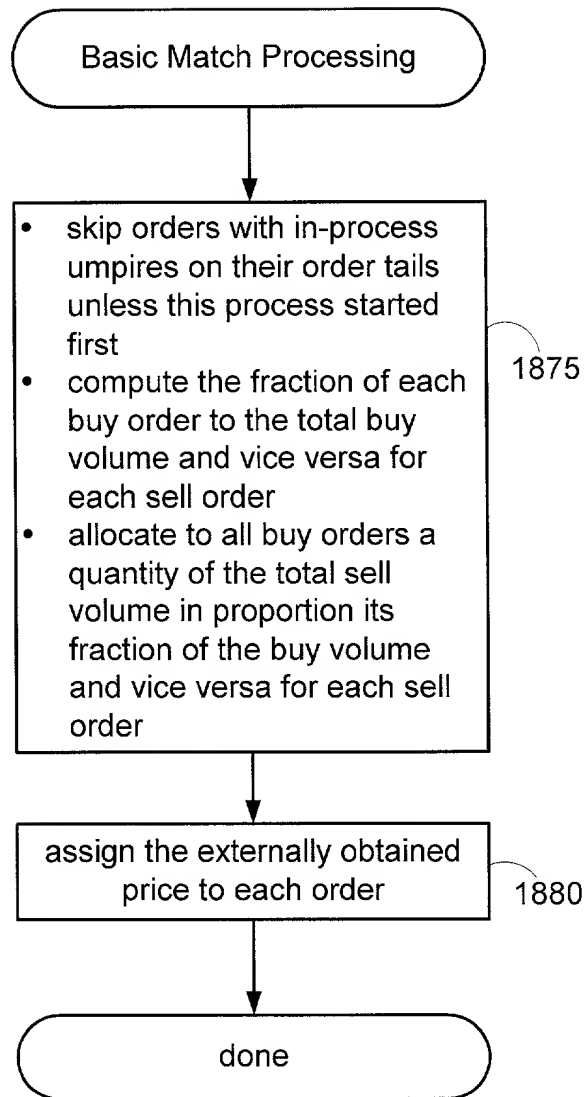 Basic Match Processing
• skip orders with in-process
umpires on their order tails
unless this process started
first
• compute the fraction of each
buy order to the total buy
volume and vice versa for
each sell order
• allocate to all buy orders a
quantity of the total sell
volume in proportion its
fraction of the buy volume
and vice versa for each sell
order
1875
assign the externally obtained
price to each order
1880
done